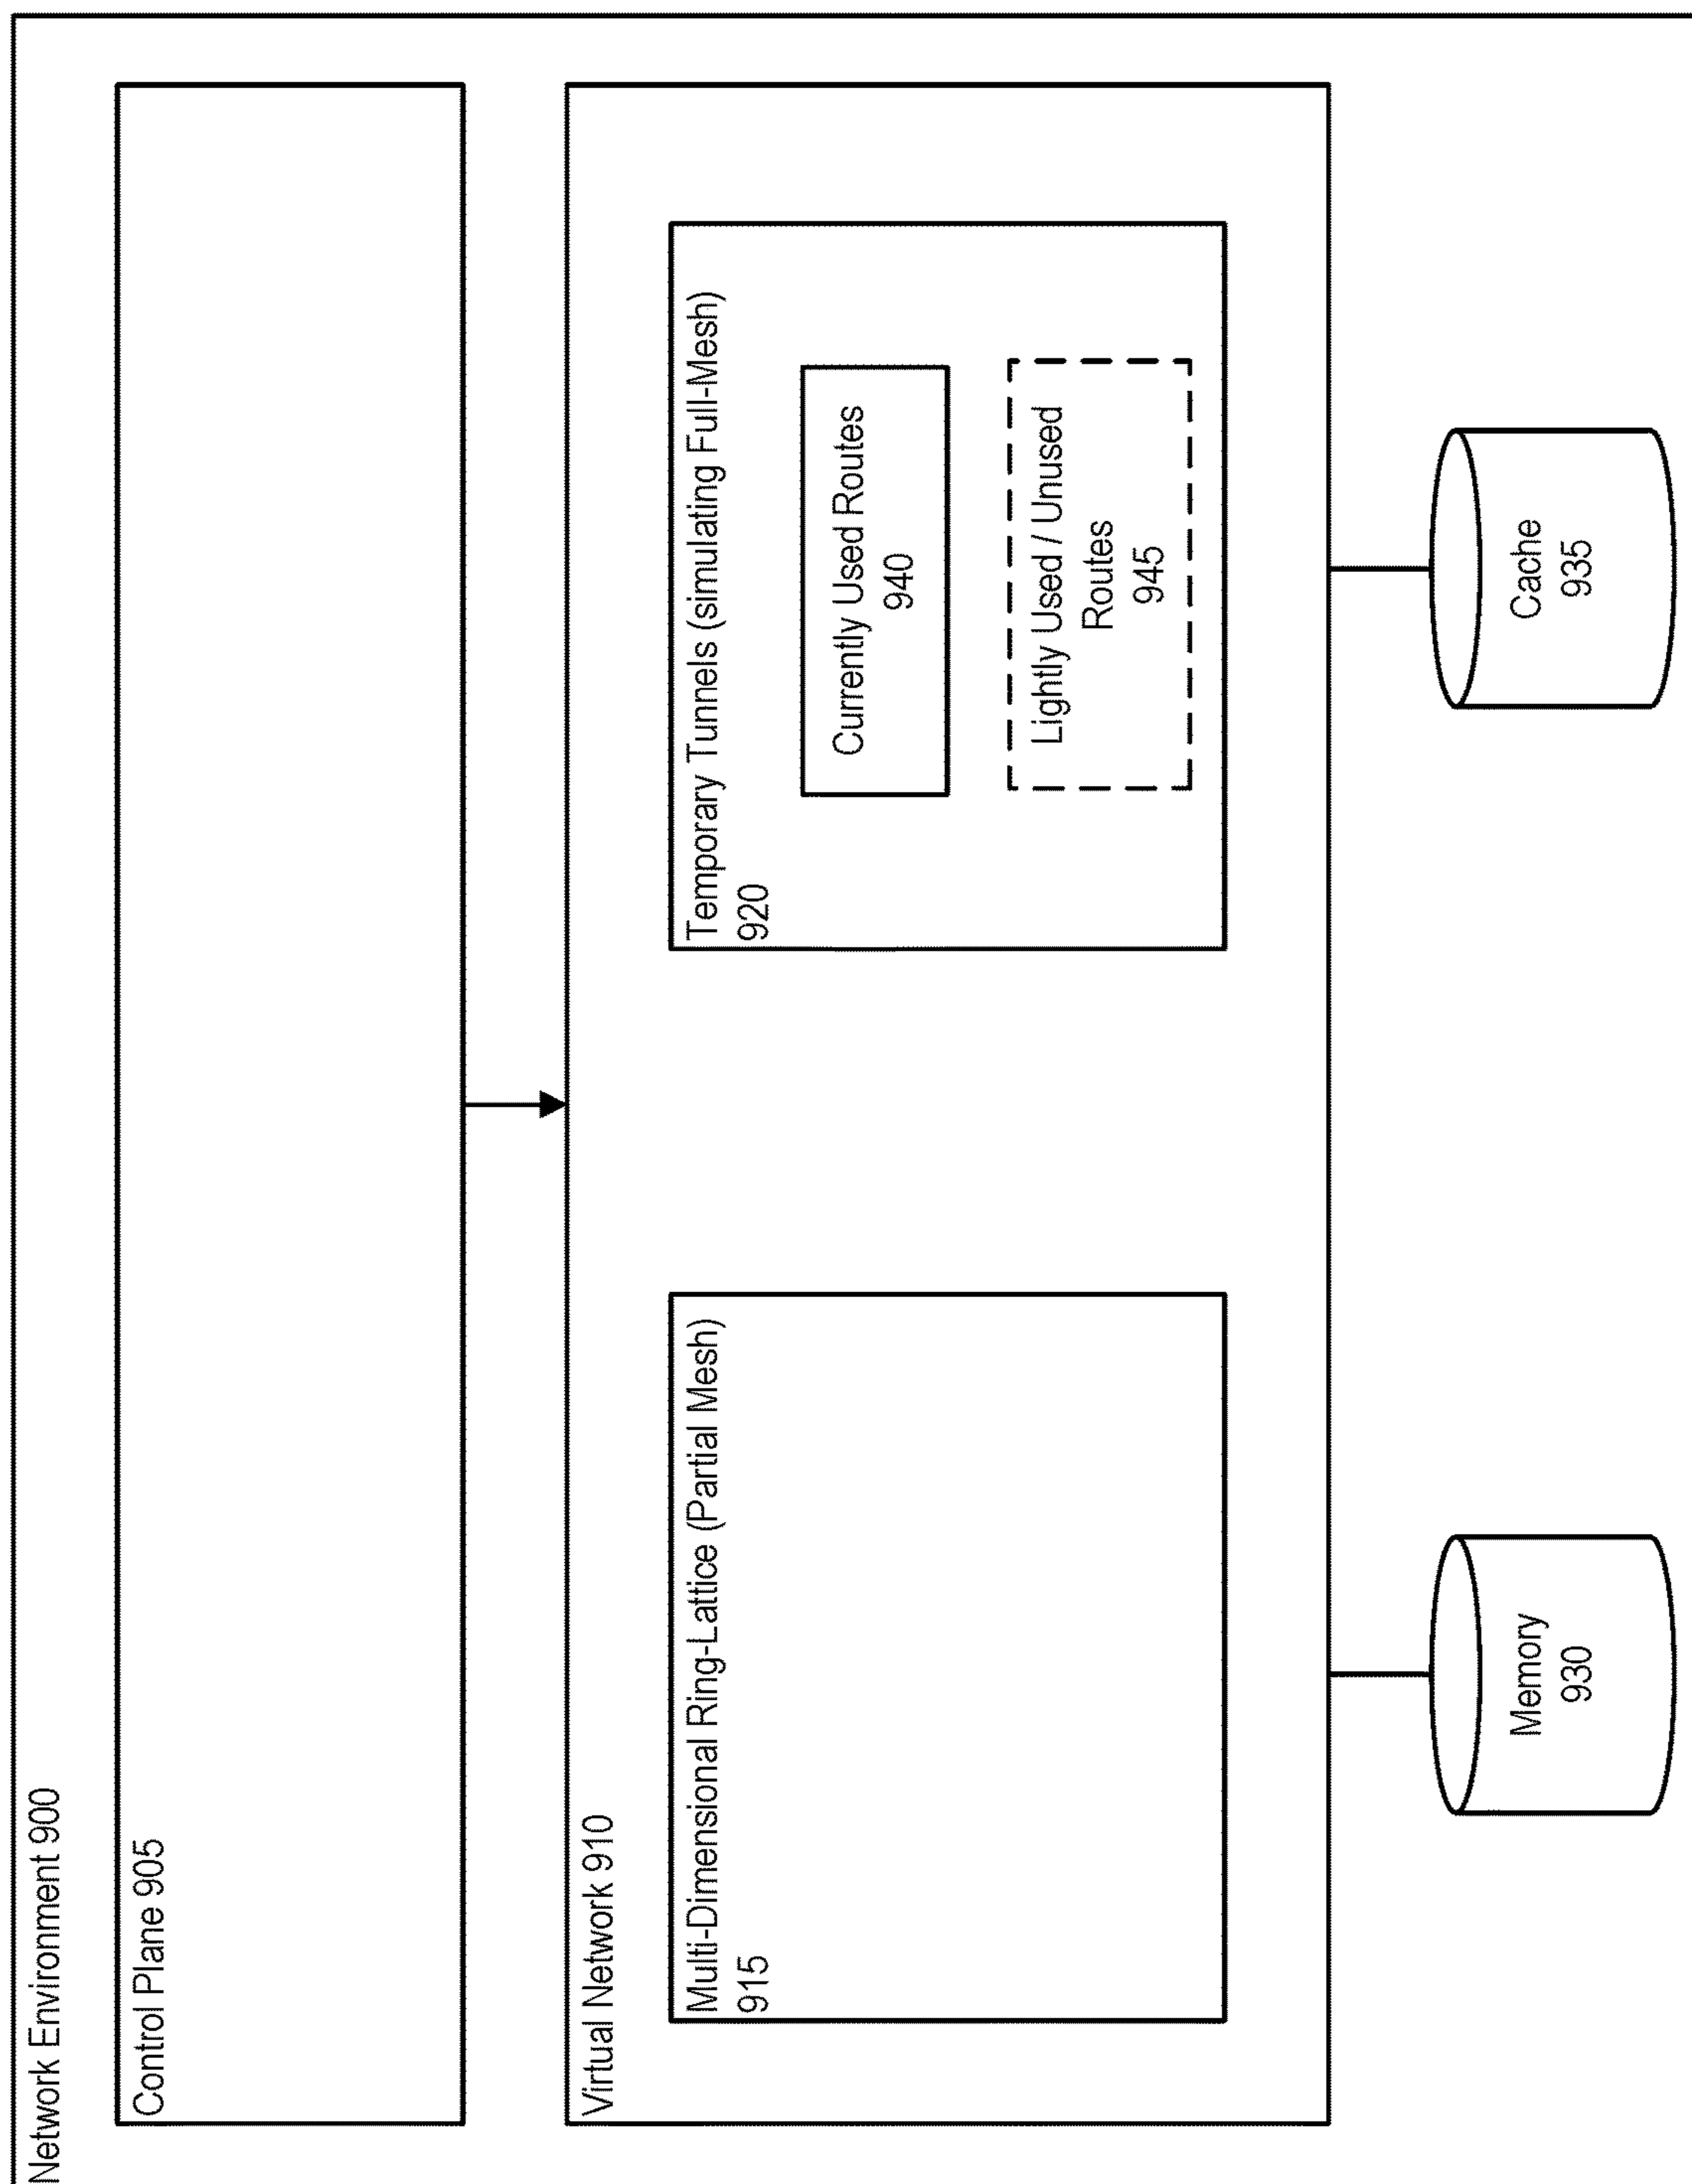 Network Environment 900
Control Plane 905
Virtual Network 910
Multi-Dimensional Ring-Lattice (Partial Mesh)
915
Temporary Tunnels (simulating Full-Mesh)
920
Currently Used Routes
940
Lightly Used / Unused
Routes
945
Memory
930
Cache
935